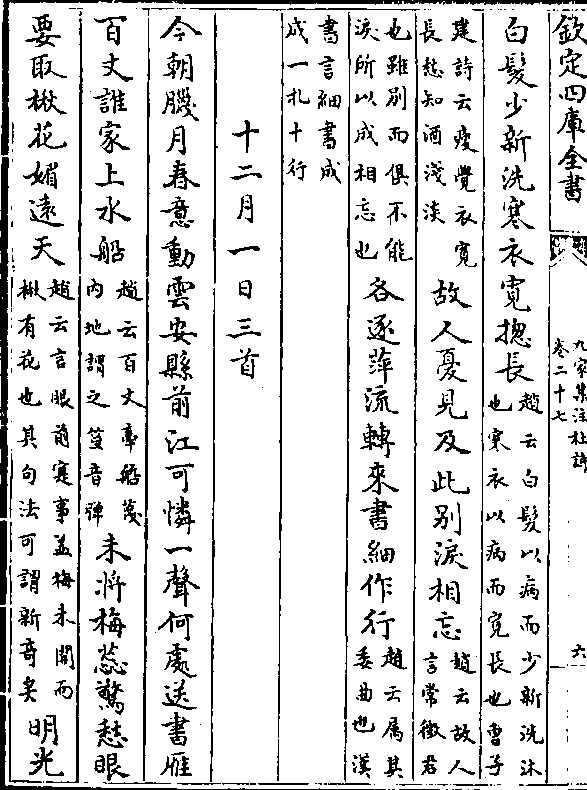 欽定四庫全書
九家集注杜詩
卷二十七
六
白髮少新洗寒衣寛揔長
趙云白髮以病而少新洗沐
也寒衣以病而寛長也曹子
建詩云瘦覺衣寛
長愁知酒淺淡
故人憂見及此別淚相忘
趙云故人
言常徵君
也雖別而俱不能
淚所以成相忘也
各逐萍流轉來書細作行
趙云屬其
委曲也漢
書言細書成
成一札十行
十二月一日三首
今朝臘月春意動雲安縣前江可憐一聲何處送書雁
百丈誰家上水船
趙云百丈牽船篾
内地謂之笪音彈
未將梅蕊驚愁眼
要取楸花媚遠天
趙云言眼前寔事葢梅未開而
楸有花也其句法可謂新奇矣
明光